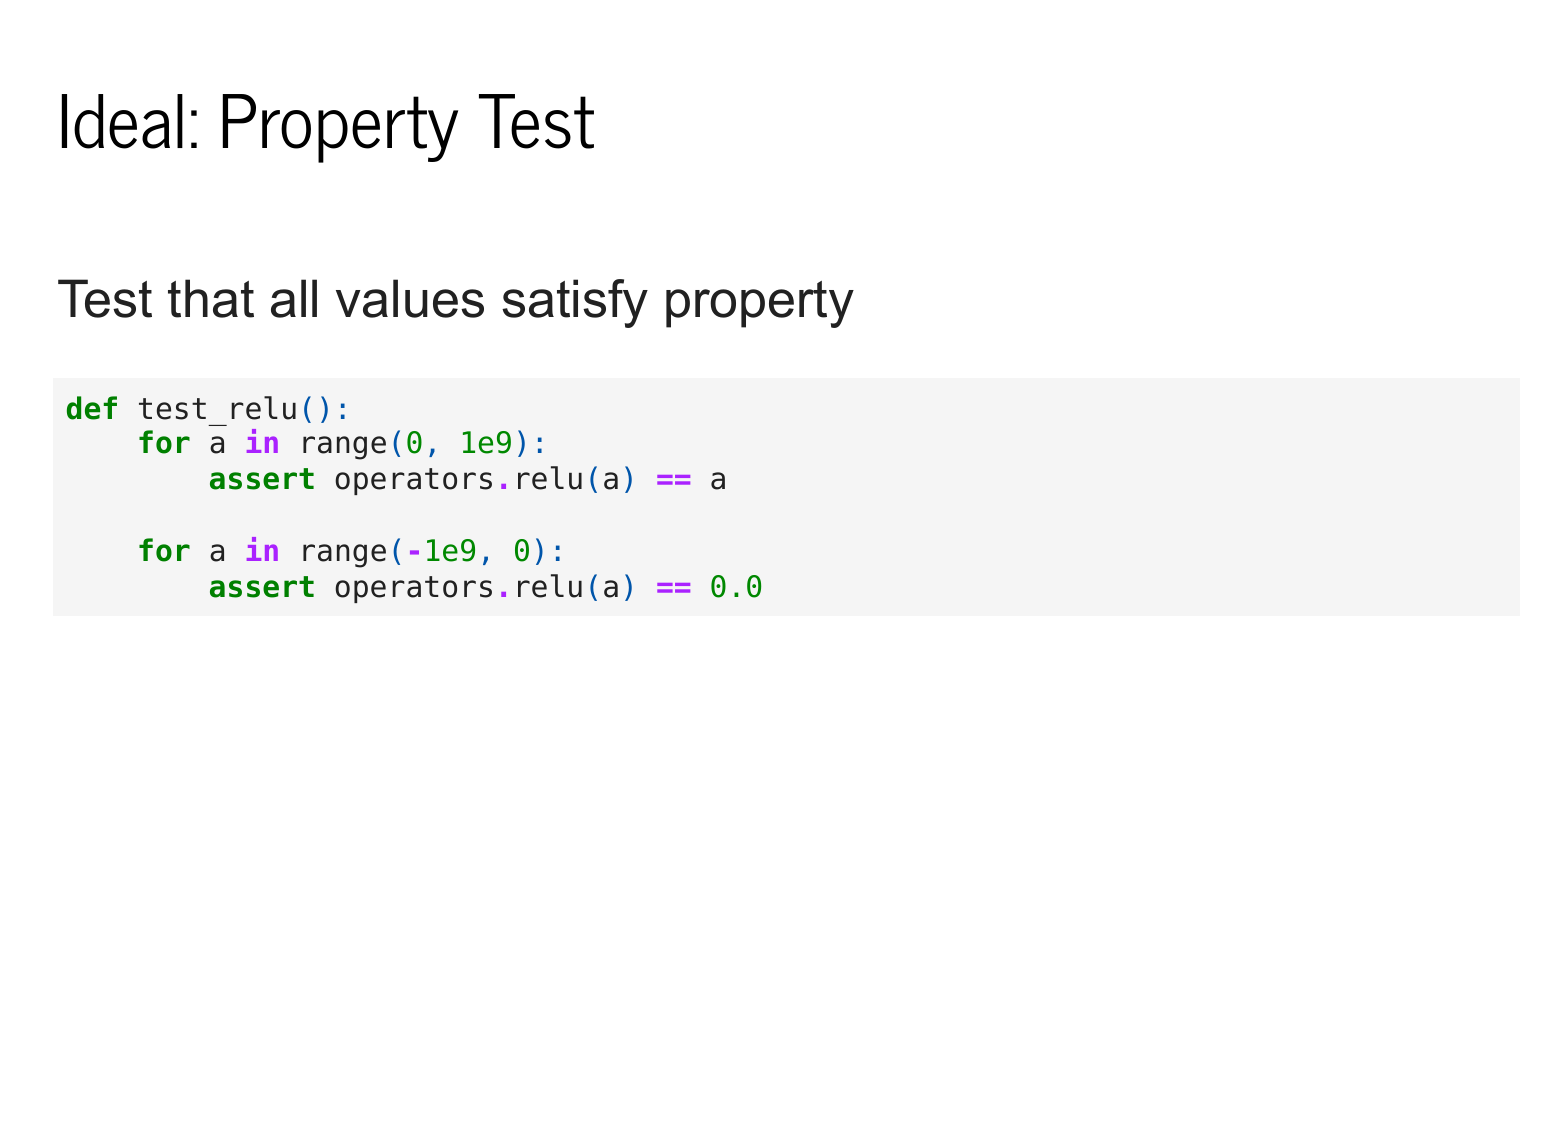 Ideal: Property Test
Test that all values satisfy property
def test_relu():
    for a in range(0, 1e9):
        assert operators.relu(a) == a

    for a in range(-1e9, 0):
        assert operators.relu(a) == 0.0